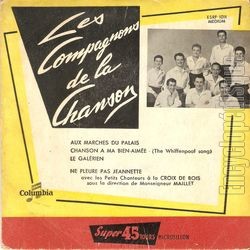 Les
Compagnons
de la
Chanson
ESRF 1011
MEDIUM
AUX MARCHES DU PALAIS
CHANSON A MA BIEN-AIMÉE - (The Whiffenpoof song)
LE GALÉRIEN
NE PLEURE PAS JEANNETTE
avec les Petits Chanteurs à la CROIX DE BOIS
sous la direction de Monseigneur MAILLET
Columbia
Super 45 TOURS MICROSILLON